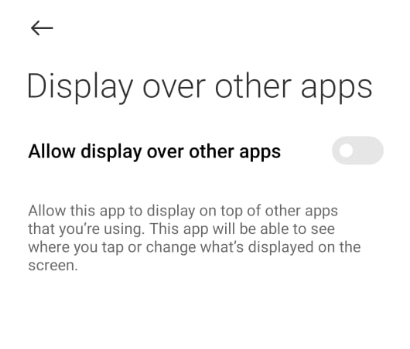 Display over other apps
Allow display over other apps
Allow this app to display on top of other apps
that you're using. This app will be able to see
where you tap or change what's displayed on the
screen.